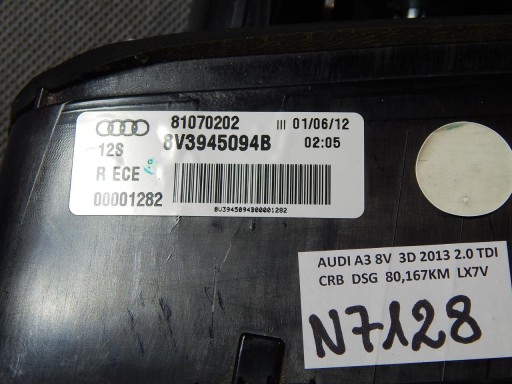 81070202 III 01/06/12
-12S 8V3945094B 02:05
R ECE
00001282
8V3945094B00001282
AUDI A3 8V 3D 2013 2.0 TDI
CRB DSG 80,167KM LX7V
N7128